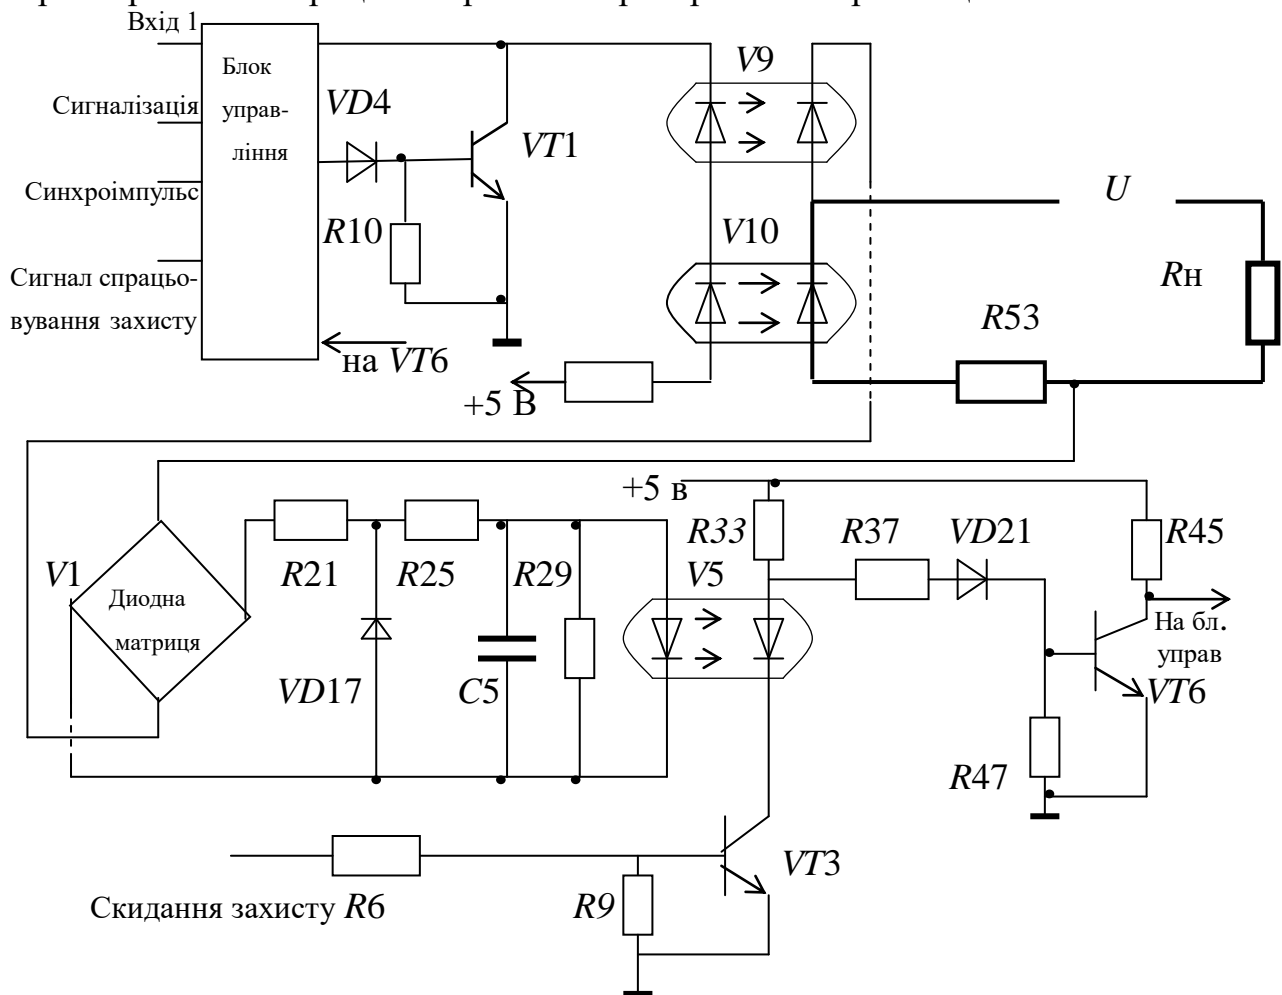 Вхід 1
Блок
управ-
ління
Сигналізація
Синхроімпульс
Сигнал спрацьо-
вування захисту
VD4
VT1
R10
на VT6
V9
V10
U
Rн
R53
+5 В
+5 в
V1
Диодна
матриця
R21
R25
R29
VD17
C5
R33
V5
R37
VD21
R45
На бл.
управ
VT6
R47
VT3
Скидання захисту R6
R9